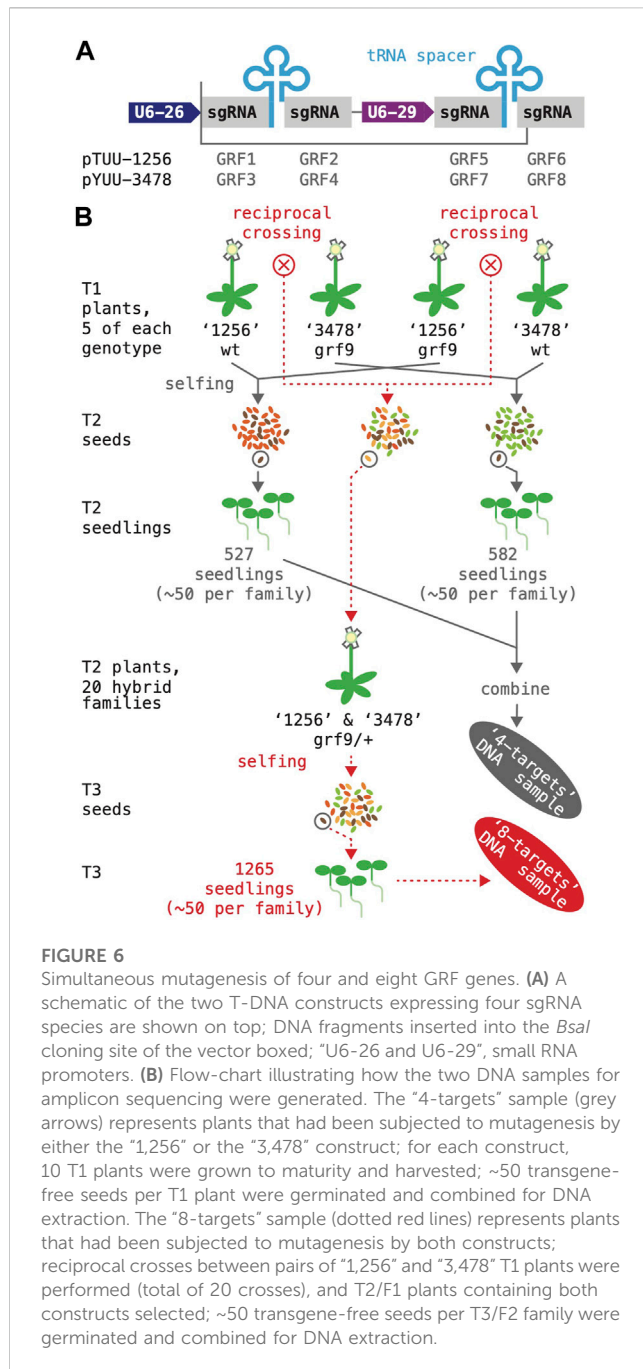 A
tRNA spacer
U6-26 sgRNA sgRNA U6-29 sgRNA sgRNA
pTUU-1256 GRF1 GRF2 GRF5 GRF6
pYUU-3478 GRF3 GRF4 GRF7 GRF8
B
reciprocal crossing
reciprocal crossing
T1
plants,
5 of each
genotype
'1256'
wt
'3478'
grf9
'1256'
grf9
'3478'
wt
selfing
T2
seeds
T2
seedlings
527
seedlings
(~50 per family)
582
seedlings
(~50 per family)
T2 plants,
20 hybrid
families
'1256' & '3478'
grf9/+
combine
'4-targets'
DNA sample
selfing
T3
seeds
T3
1265
seedlings
(~50 per family)
'8-targets'
DNA sample
FIGURE 6
Simultaneous mutagenesis of four and eight GRF genes. (A) A
schematic of the two T-DNA constructs expressing four sgRNA
species are shown on top; DNA fragments inserted into the BsaI
cloning site of the vector boxed; "U6-26 and U6-29", small RNA
promoters. (B) Flow-chart illustrating how the two DNA samples for
amplicon sequencing were generated. The "4-targets" sample (grey
arrows) represents plants that had been subjected to mutagenesis by
either the "1,256" or the "3,478" construct; for each construct,
10 T1 plants were grown to maturity and harvested; ~50 transgene-
free seeds per T1 plant were germinated and combined for DNA
extraction. The "8-targets" sample (dotted red lines) represents plants
that had been subjected to mutagenesis by both constructs;
reciprocal crosses between pairs of "1,256" and "3,478" T1 plants were
performed (total of 20 crosses), and T2/F1 plants containing both
constructs selected; ~50 transgene-free seeds per T3/F2 family were
germinated and combined for DNA extraction.